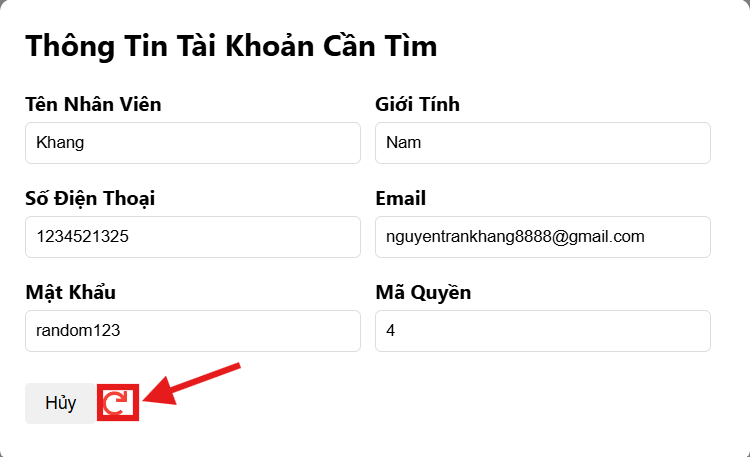 Thông Tin Tài Khoản Cần Tìm
Tên Nhân Viên
Giới Tính
Khang
Nam
Số Điện Thoại
Email
1234521325
nguyentrankhang8888@gmail.com
Mật Khẩu
Mã Quyền
random123
4
Hủy